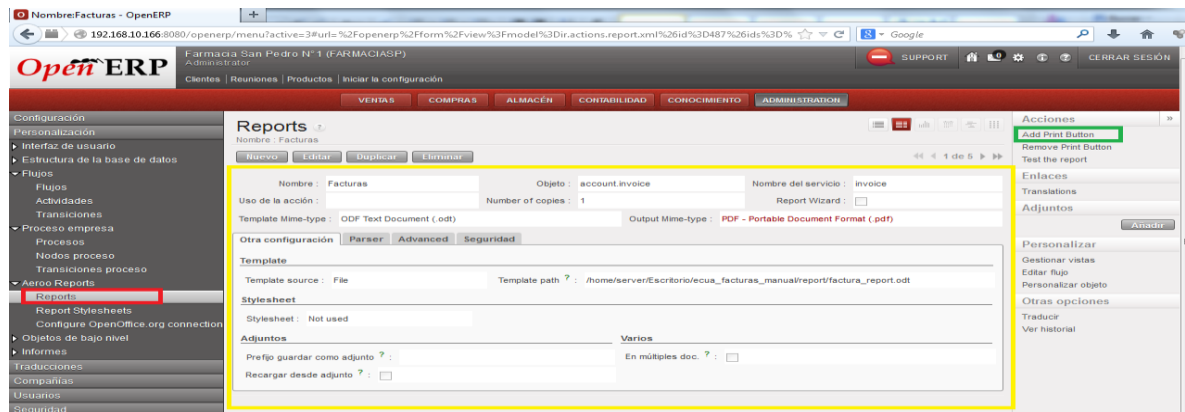 Nombre:Facturas - OpenERP
192.168.10.166:8080/openerp/menu?active=3#url=%2Fopenerp%2Fform%2Fview%3Fmodel%3Dir.actions.report.xml%26id%3D487%26ids%3D%
Google
Open ERP
Farmacia San Pedro N°1 (FARMACIASP)
Administrator
Clientes | Reuniones | Productos | Iniciar la configuración
SUPPORT
CERRAR SESIÓN
VENTAS COMPRAS ALMACÉN CONTABILIDAD CONOCIMIENTO ADMINISTRATION
Configuración
Personalización
Interfaz de usuario
Estructura de la base de datos
Flujos
Flujos
Actividades
Transiciones
Proceso empresa
Procesos
Nodos proceso
Transiciones proceso
Aeroo Reports
Reports
Report Stylesheets
Configure OpenOffice.org connection
Objetos de bajo nivel
Informes
Traducciones
Compañías
Usuarios
Seguridad
Reports ?
Nombre : Facturas
Nuevo Editar Duplicar Eliminar
1 de 5
Nombre : Facturas Objeto : account.invoice Nombre del servicio : invoice
Uso de la acción : Number of copies : 1 Report Wizard :
Template Mime-type : ODF Text Document (.odt) Output Mime-type : PDF - Portable Document Format (.pdf)
Otra configuración Parser Advanced Seguridad
Template
Template source : File Template path ? : /home/server/Escritorio/ecua_facturas_manual/report/factura_report.odt
Stylesheet
Stylesheet : Not used
Adjuntos Varios
Prefijo guardar como adjunto ? : En múltiples doc. ? :
Recargar desde adjunto ? :
Acciones »
Add Print Button
Remove Print Button
Test the report
Enlaces
Translations
Adjuntos
Añadir
Personalizar
Gestionar vistas
Editar flujo
Personalizar objeto
Otras opciones
Traducir
Ver historial